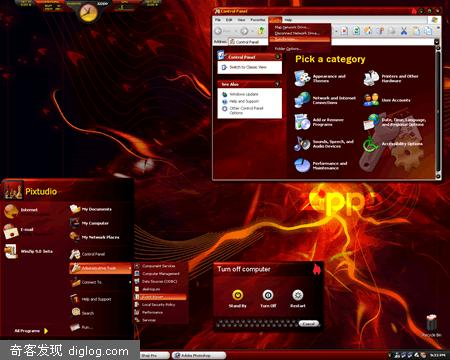 Control Panel
File Edit View Favorites Tools Help
Map Network Drive...
Disconnected Network Drive...
Synchronize...
Folder Options...
Address Control Panel
Control Panel
Switch to Classic View
See Also
Windows Update
Help and Support
Other Control Panel Options
Pick a category
Appearance and Themes
Printers and Other Hardware
Network and Internet Connections
User Accounts
Add or Remove Programs
Date, Time, Language, and Regional Options
Sounds, Speech, and Audio Devices
Accessibility Options
Performance and Maintenance
Pixtudio
Internet
E-mail
WinZip 9.0 beta
My Documents
My Computer
My Network Places
Control Panel
Administrative Tools
Connect To
Help and Support
Search
Run...
All Programs
Component Services
Computer Management
Data Sources (ODBC)
desktop.ini
Event Viewer
Local Security Policy
Performance
Services
Turn off computer
Stand By
Turn Off
Restart
Cancel
Recycle Bin
Adobe Photoshop
9:33 PM
奇客发现 diglog.com